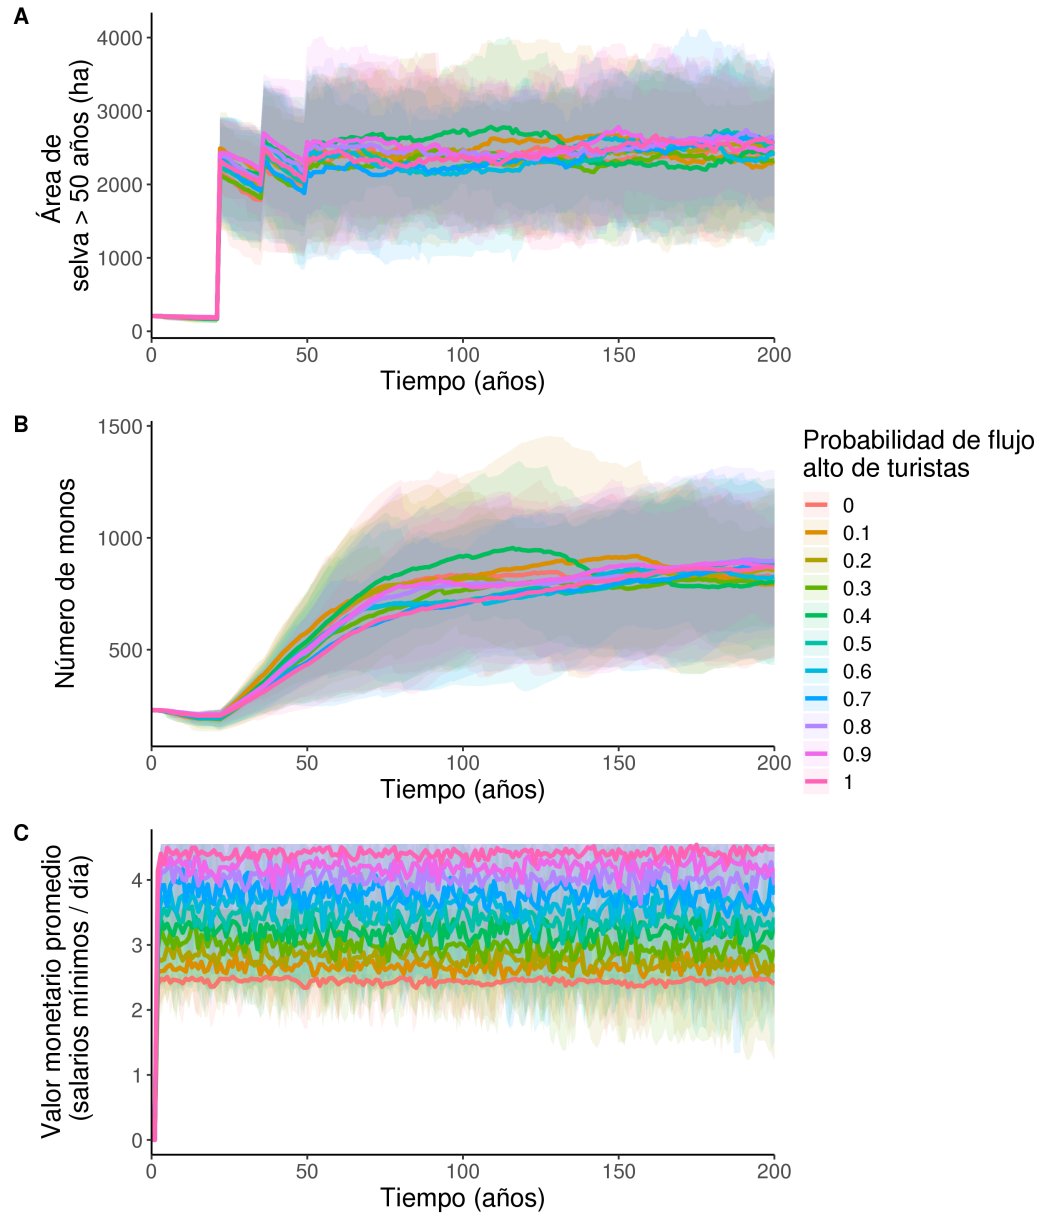 A
Área de
selva > 50 años (ha)
4000
3000
2000
1000
0
0 50 100 150 200
Tiempo (años)
B
Número de monos
1500
1000
500
0 50 100 150 200
Tiempo (años)
Probabilidad de flujo
alto de turistas
0
0.1
0.2
0.3
0.4
0.5
0.6
0.7
0.8
0.9
1
C
Valor monetario promedio
(salarios mínimos / día)
4
3
2
1
0
0 50 100 150 200
Tiempo (años)